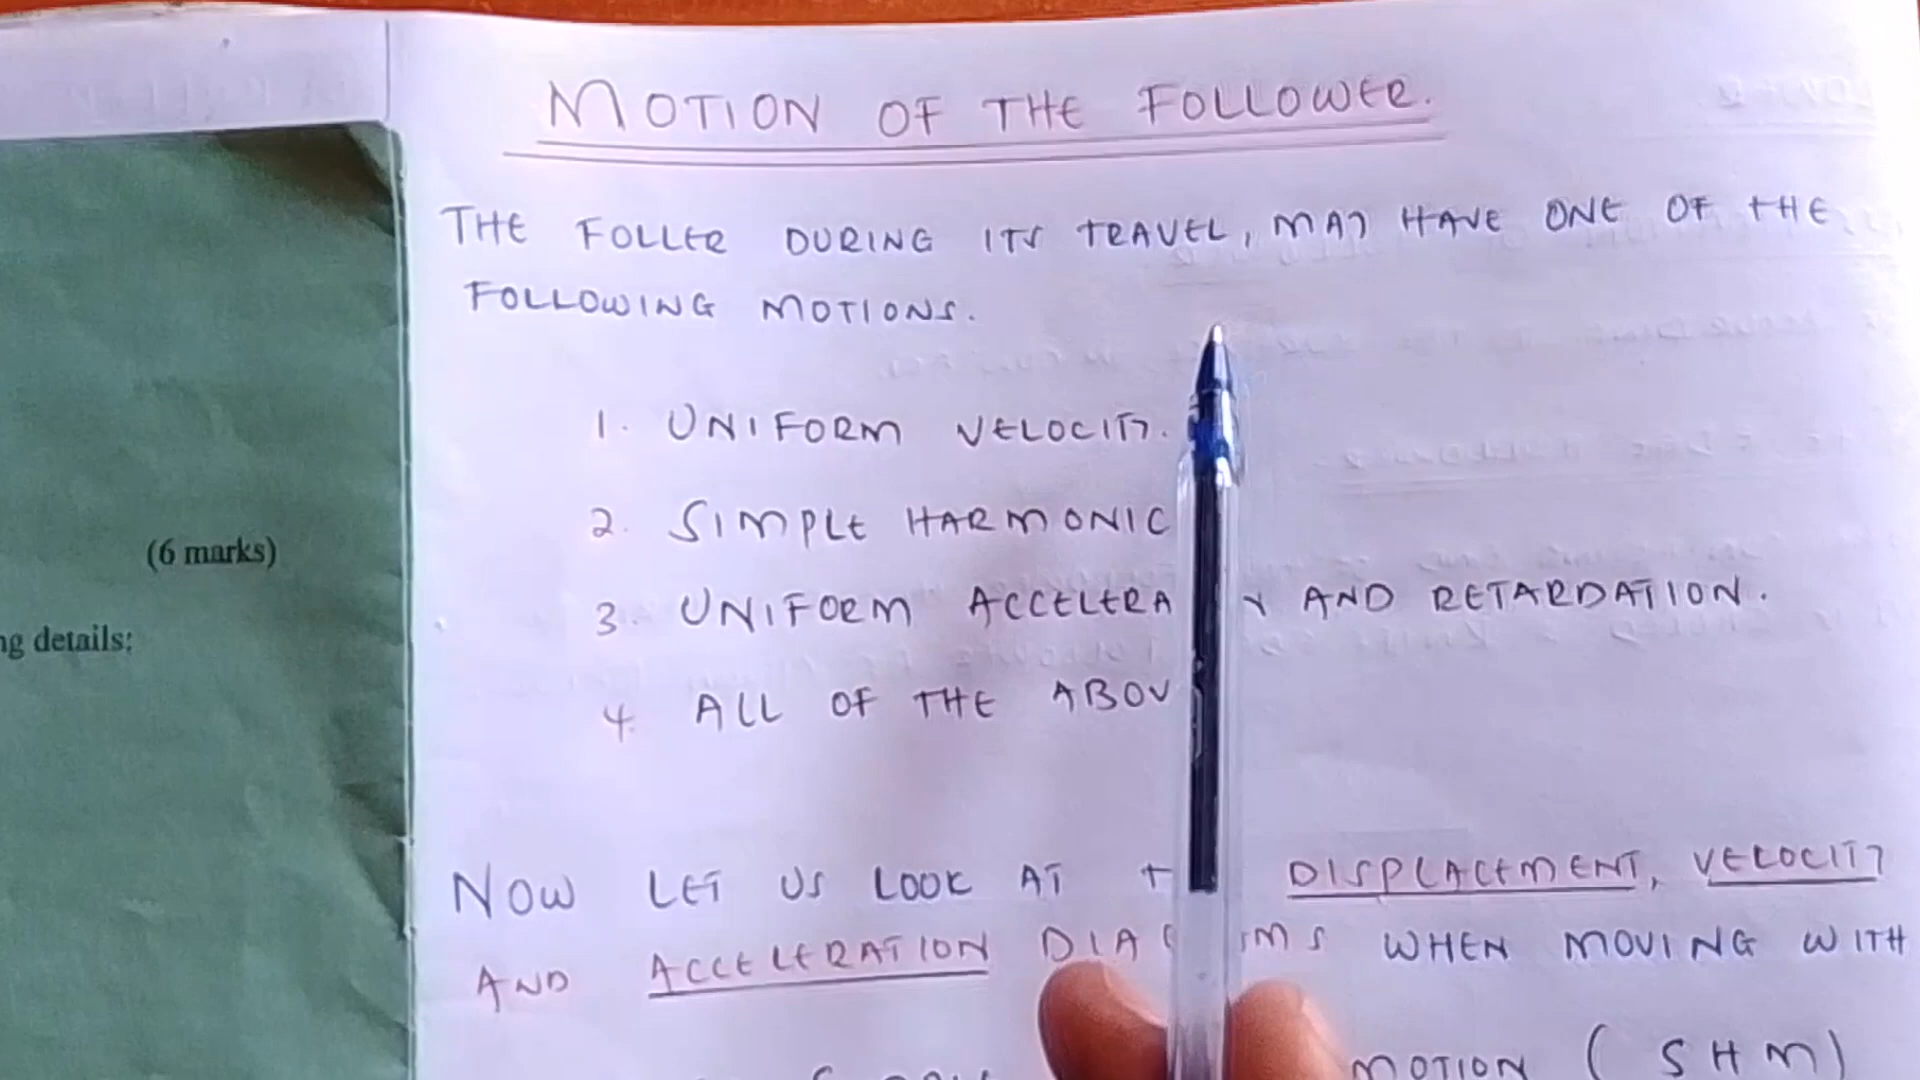 MOTION OF THE FOLLOWER.
THE FOLLER DURING ITS TRAVEL, MAY HAVE ONE OF THE
FOLLOWING MOTIONS.
1. UNIFORM VELOCITY.
2. SIMPLE HARMONIC
3. UNIFORM ACCELERA N AND RETARDATION.
4. ALL OF THE ABOV
(6 marks)
ng details:
NOW LET US LOOK AT T DISPLACEMENT, VELOCITY
AND ACCELERATION DIAG MS WHEN MOVING WITH
MOTION (SHM)